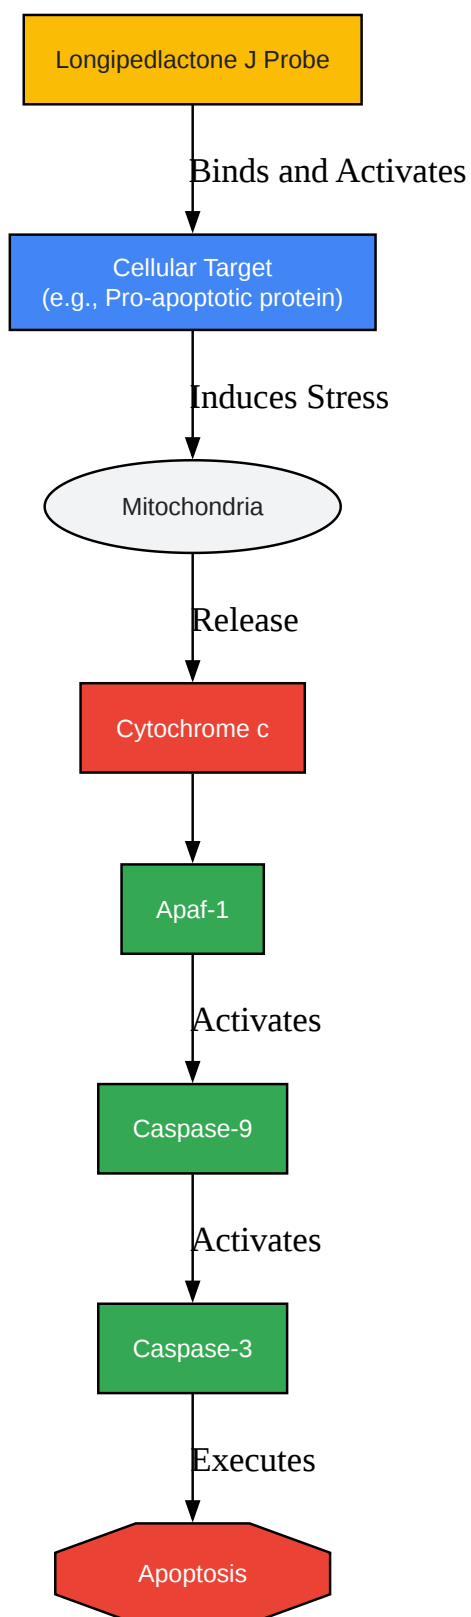 Longipedlactone J Probe
Binds and Activates
Cellular Target
(e.g., Pro-apoptotic protein)
Induces Stress
Mitochondria
Release
Cytochrome c
Apaf-1
Activates
Caspase-9
Activates
Caspase-3
Executes
Apoptosis